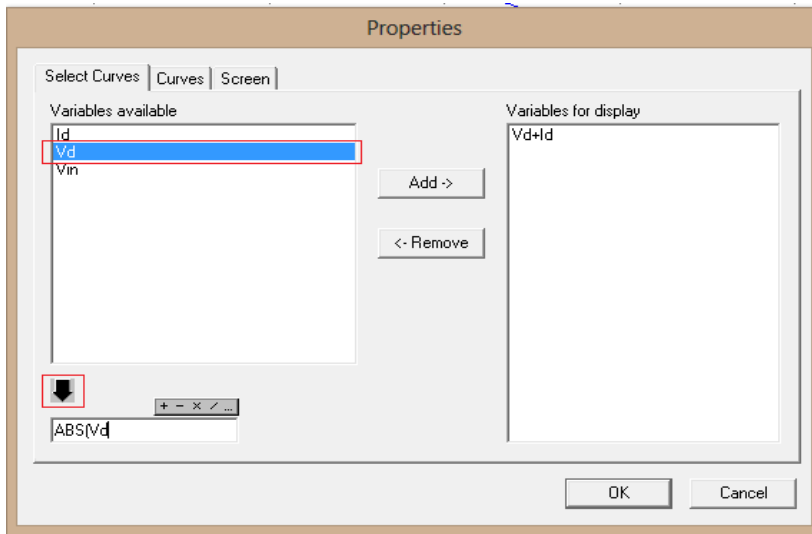 Properties
Select Curves Curves Screen
Variables available
Id
Vd
Vin
Add ->
<- Remove
Variables for display
Vd+Id
+ - × / ...
ABS(Vd
OK Cancel